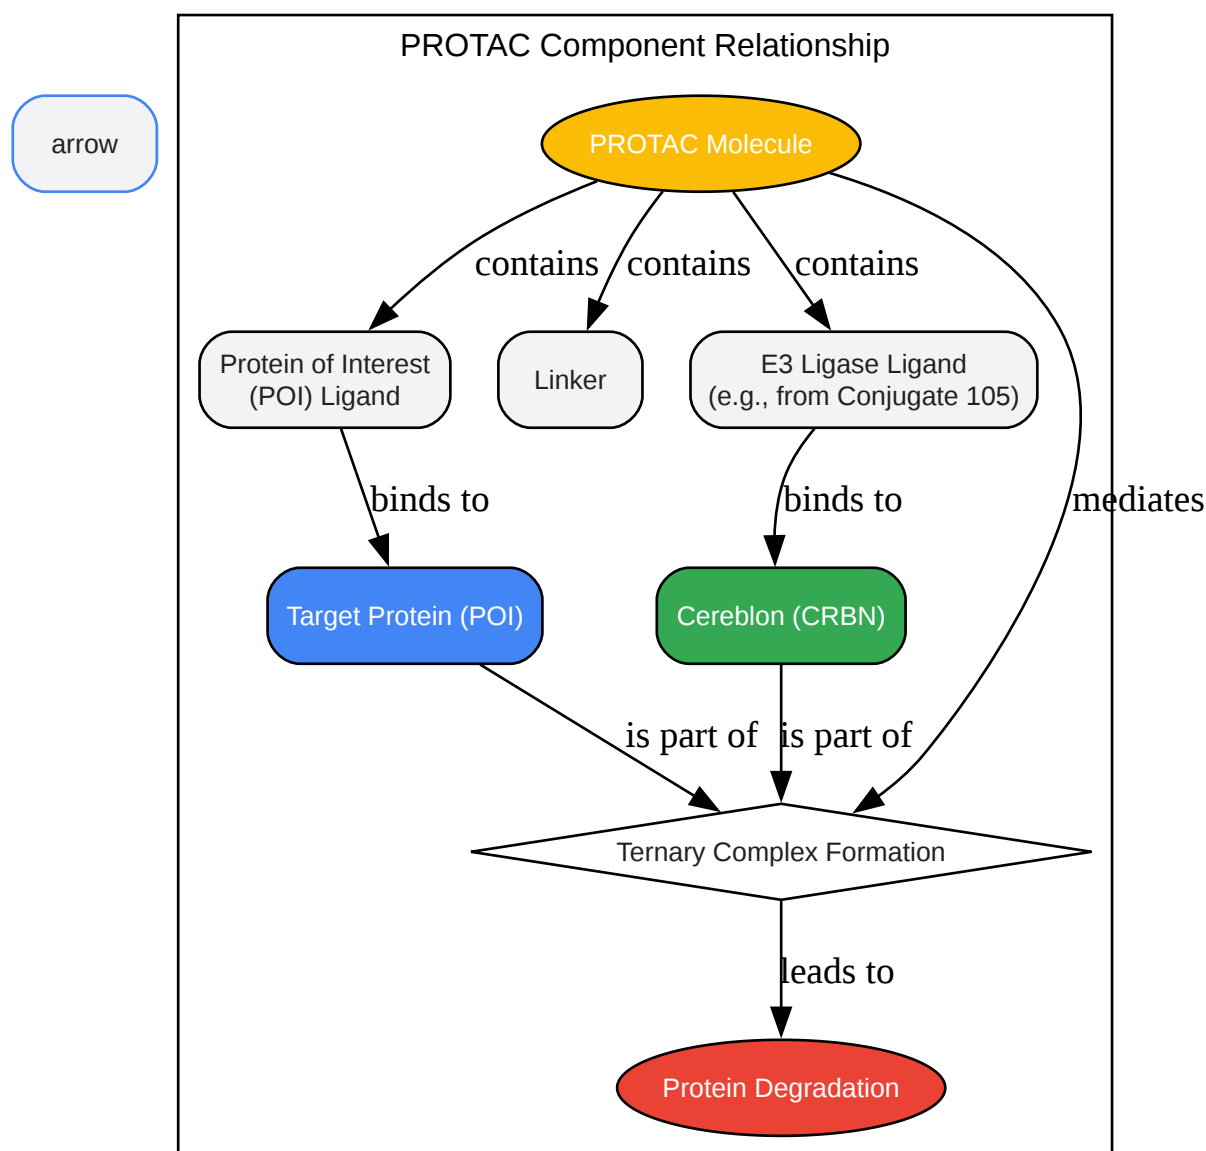 PROTAC Component Relationship
arrow
PROTAC Molecule
contains
contains
contains
Protein of Interest
(POI) Ligand
Linker
E3 Ligase Ligand
(e.g., from Conjugate 105)
binds to
binds to
mediates
Target Protein (POI)
Cereblon (CRBN)
is part of
is part of
Ternary Complex Formation
leads to
Protein Degradation